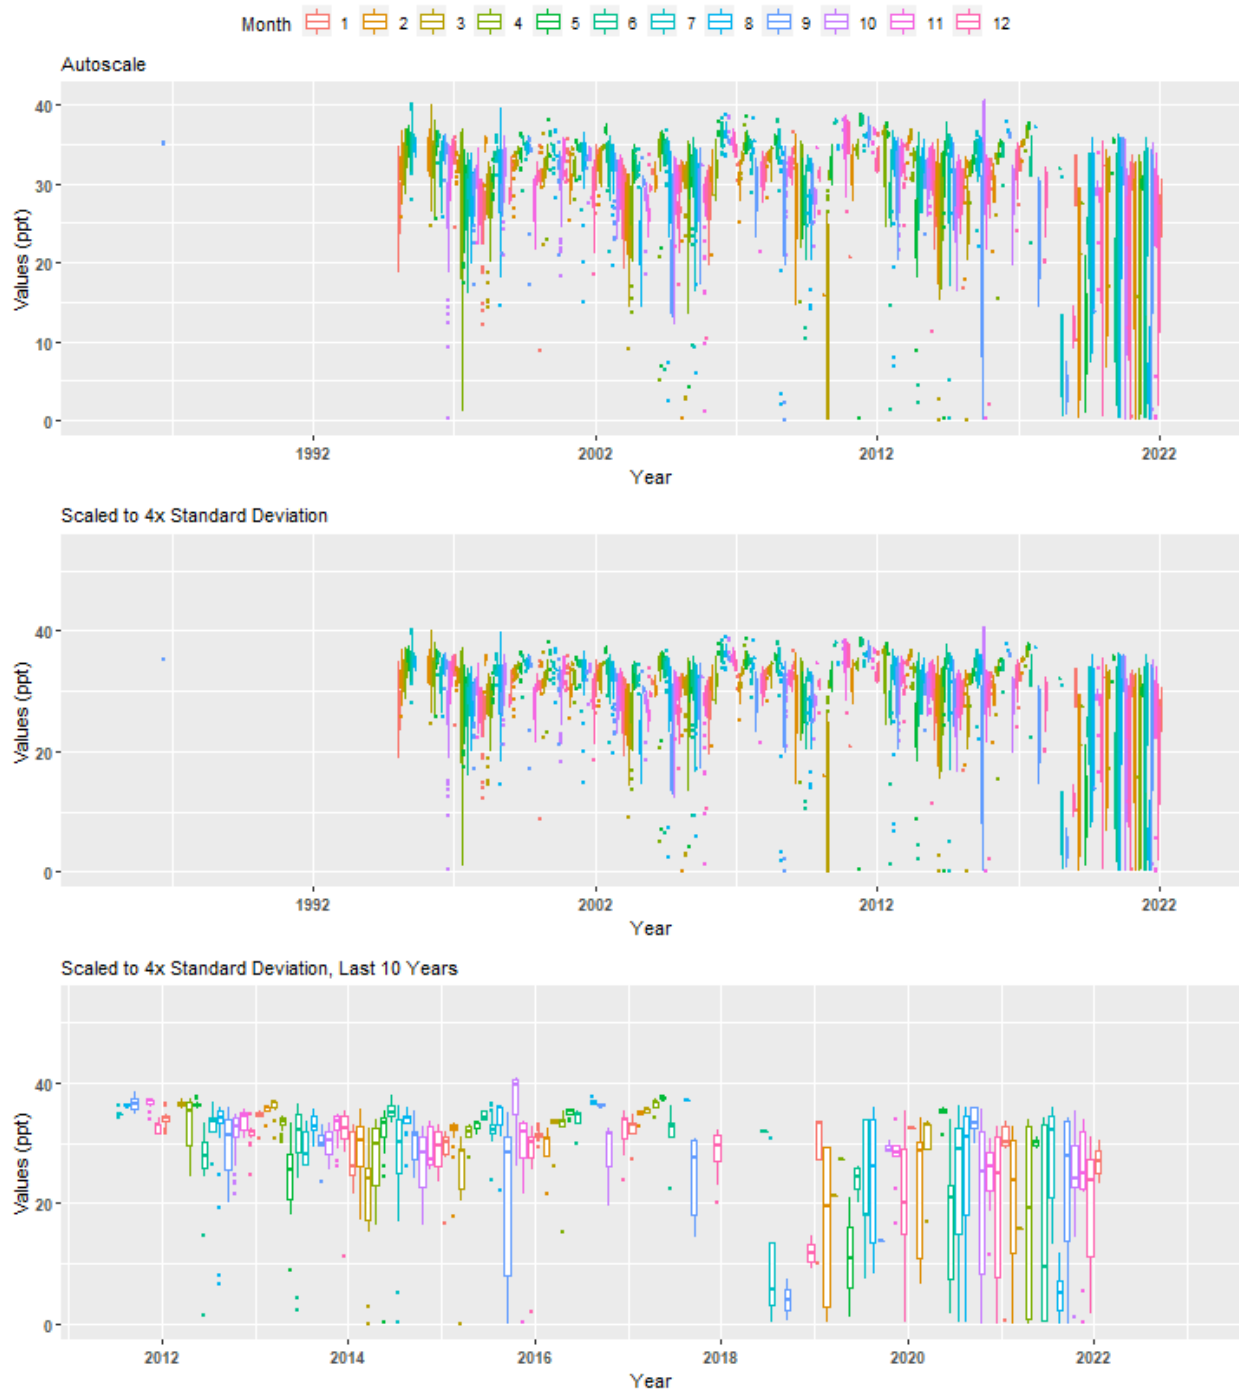 Month 1 2 3 4 5 6 7 8 9 10 11 12
Autoscale
Values (ppt)
40
30
20
10
0
1992 2002 2012 2022
Year
Scaled to 4x Standard Deviation
Values (ppt)
40
20
0
1992 2002 2012 2022
Year
Scaled to 4x Standard Deviation, Last 10 Years
Values (ppt)
40
20
0
2012 2014 2016 2018 2020 2022
Year